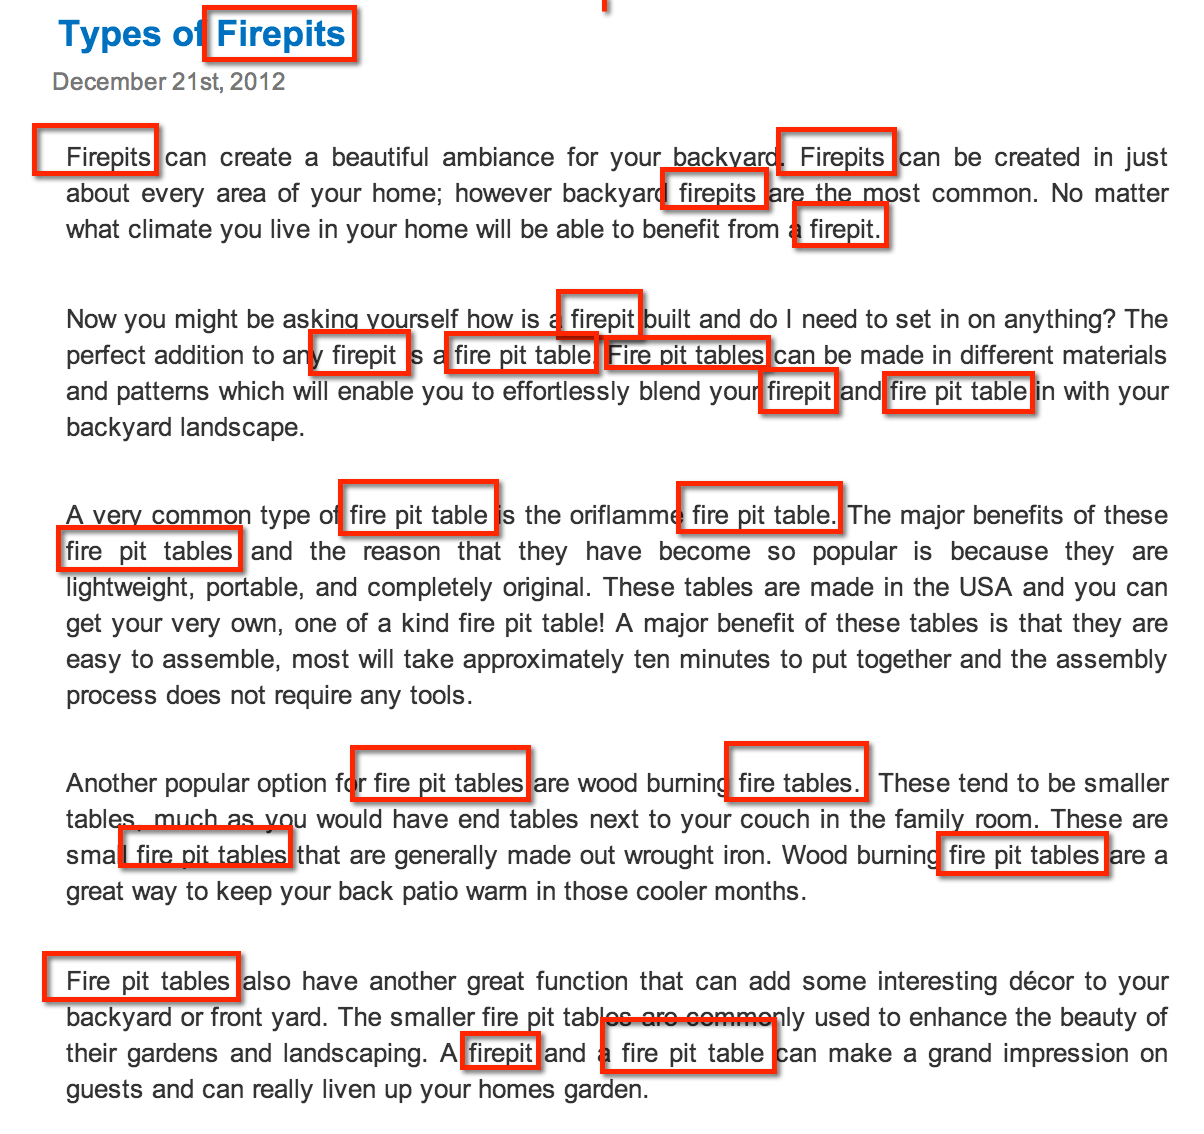 Types of Firepits
December 21st, 2012
Firepits can create a beautiful ambiance for your backyard. Firepits can be created in just
about every area of your home; however backyard firepits are the most common. No matter
what climate you live in your home will be able to benefit from a firepit.
Now you might be asking yourself how is a firepit built and do I need to set in on anything? The
perfect addition to any firepit is a fire pit table. Fire pit tables can be made in different materials
and patterns which will enable you to effortlessly blend your firepit and fire pit table in with your
backyard landscape.
A very common type of fire pit table is the oriflamme fire pit table. The major benefits of these
fire pit tables and the reason that they have become so popular is because they are
lightweight, portable, and completely original. These tables are made in the USA and you can
get your very own, one of a kind fire pit table! A major benefit of these tables is that they are
easy to assemble, most will take approximately ten minutes to put together and the assembly
process does not require any tools.
Another popular option for fire pit tables are wood burning fire tables. These tend to be smaller
tables, much as you would have end tables next to your couch in the family room. These are
small fire pit tables that are generally made out wrought iron. Wood burning fire pit tables are a
great way to keep your back patio warm in those cooler months.
Fire pit tables also have another great function that can add some interesting décor to your
backyard or front yard. The smaller fire pit tables are commonly used to enhance the beauty of
their gardens and landscaping. A firepit and a fire pit table can make a grand impression on
guests and can really liven up your homes garden.